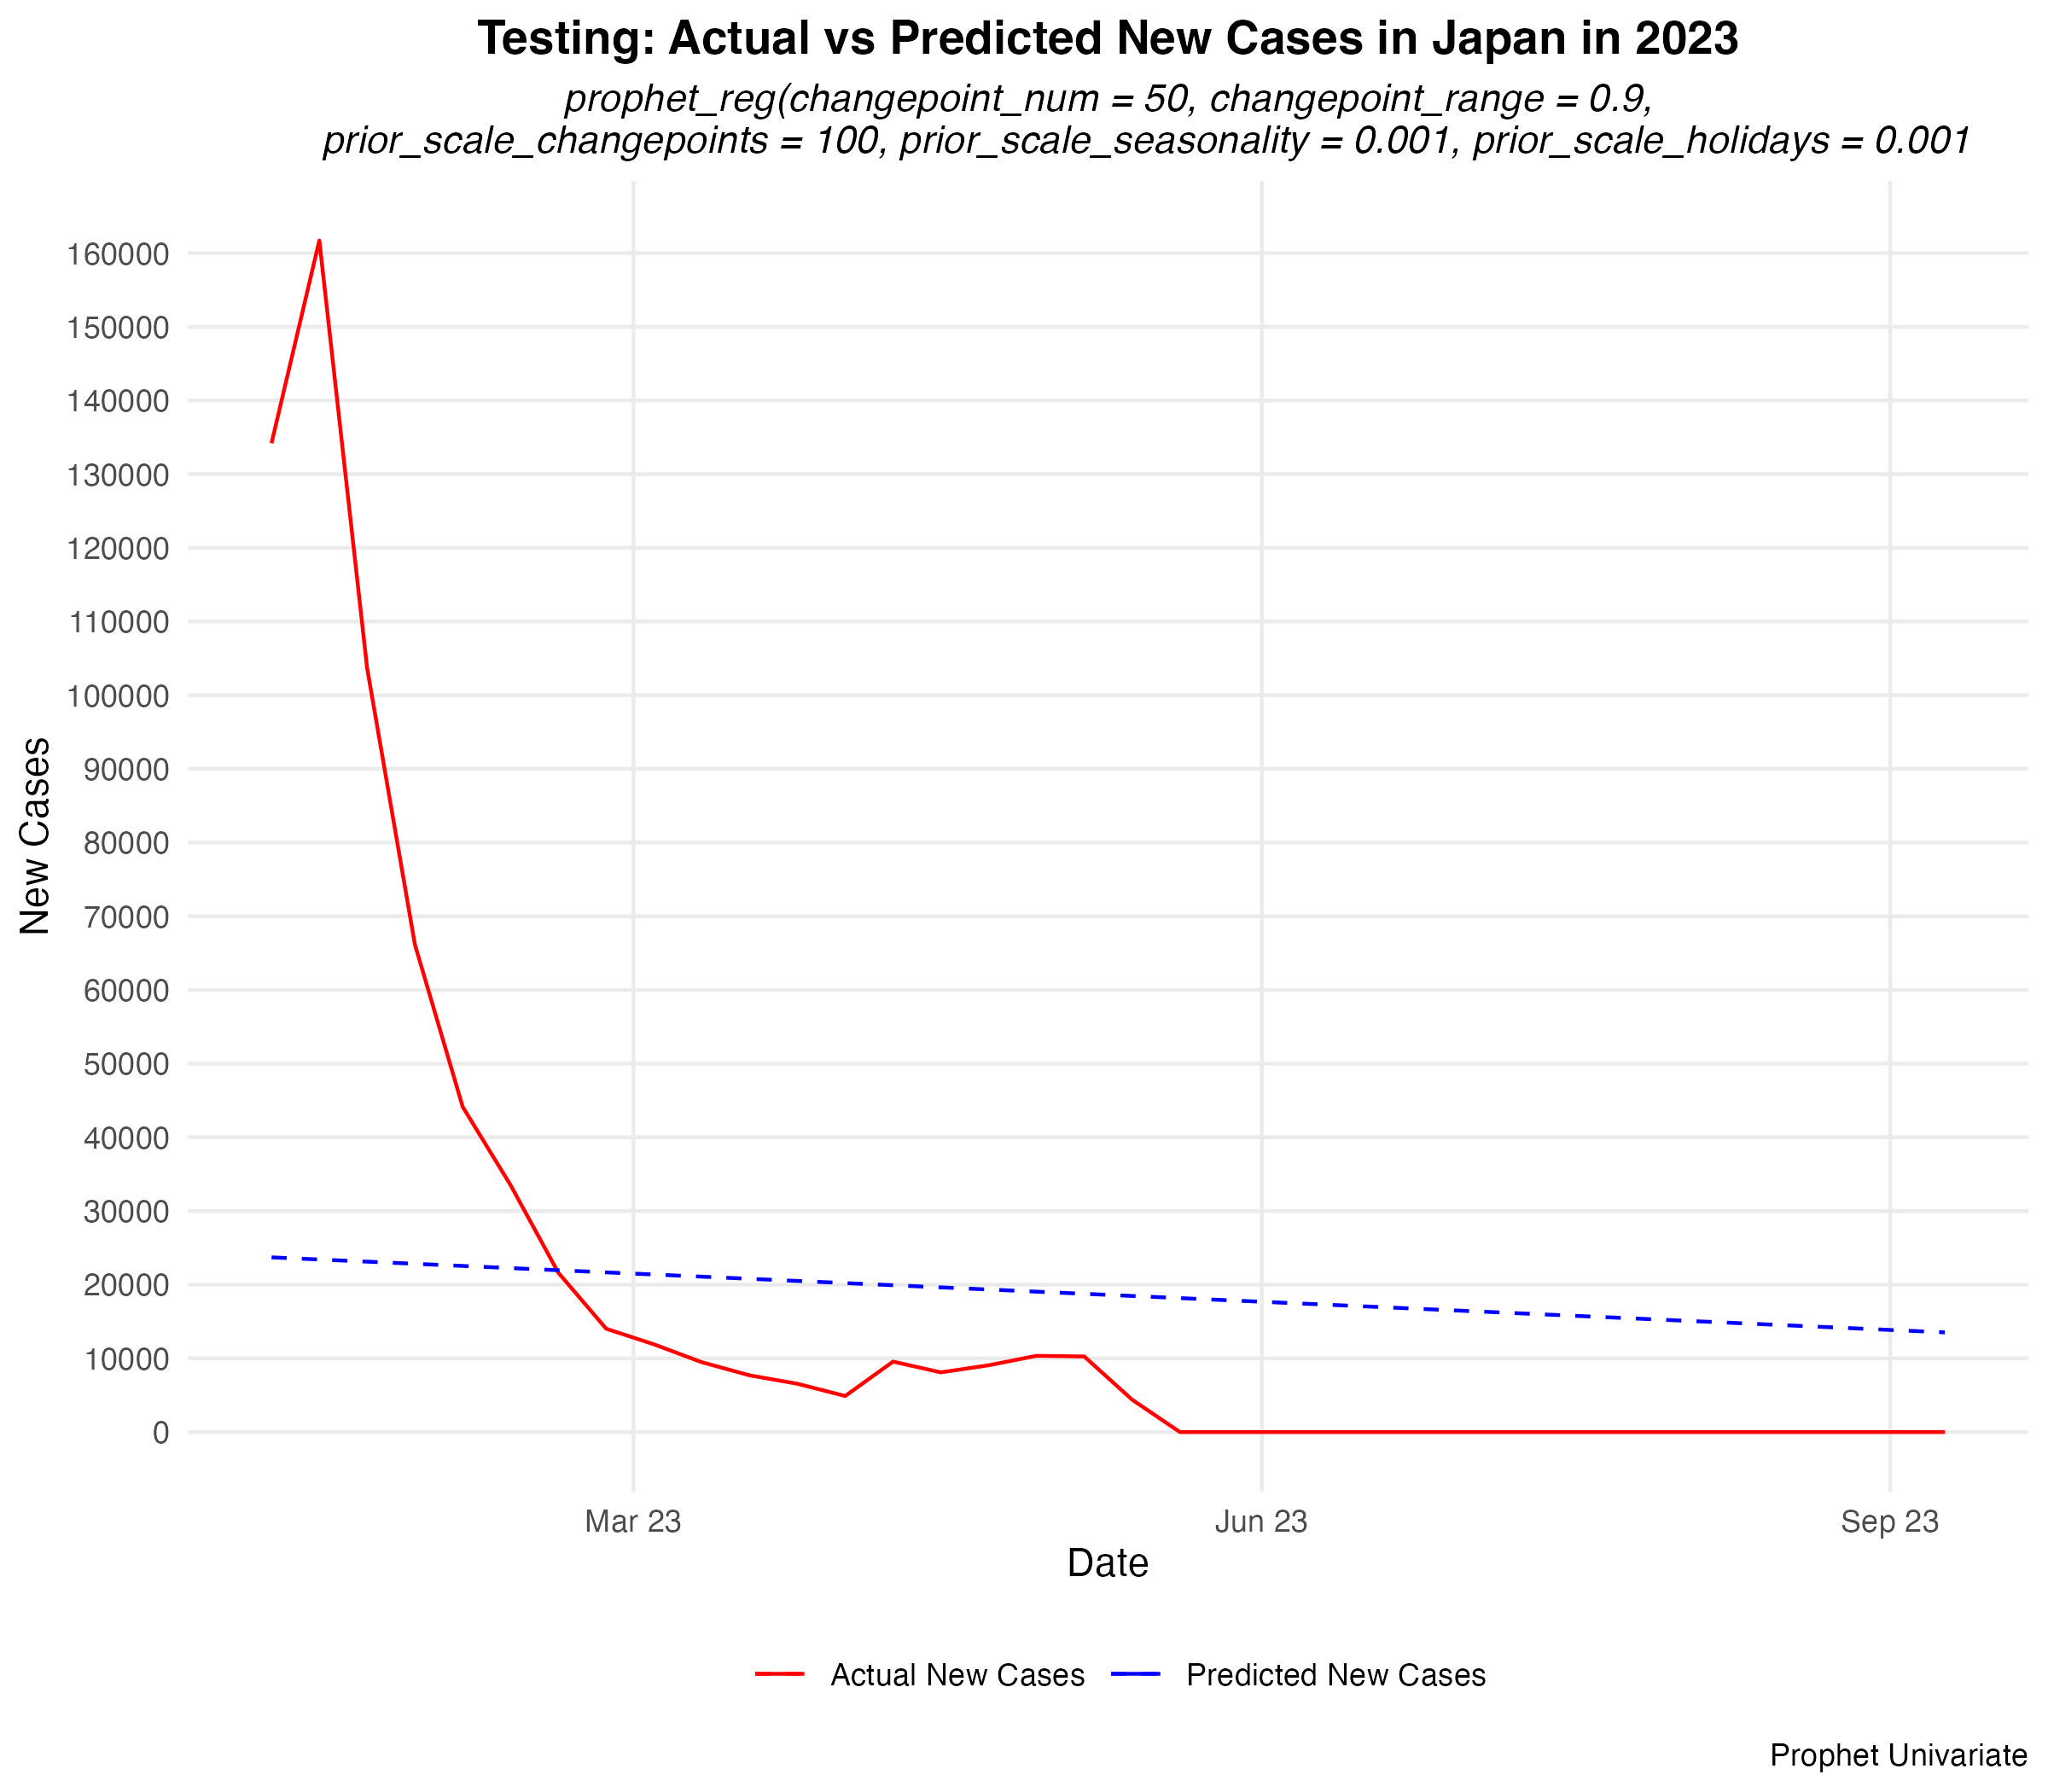 Testing: Actual vs Predicted New Cases in Japan in 2023
prophet_reg(changepoint_num = 50, changepoint_range = 0.9,
prior_scale_changepoints = 100, prior_scale_seasonality = 0.001, prior_scale_holidays = 0.001
160000
150000
140000
130000
120000
110000
100000
90000
80000
70000
60000
50000
40000
30000
20000
10000
0
New Cases
Mar 23
Jun 23
Sep 23
Date
Actual New Cases
Predicted New Cases
Prophet Univariate